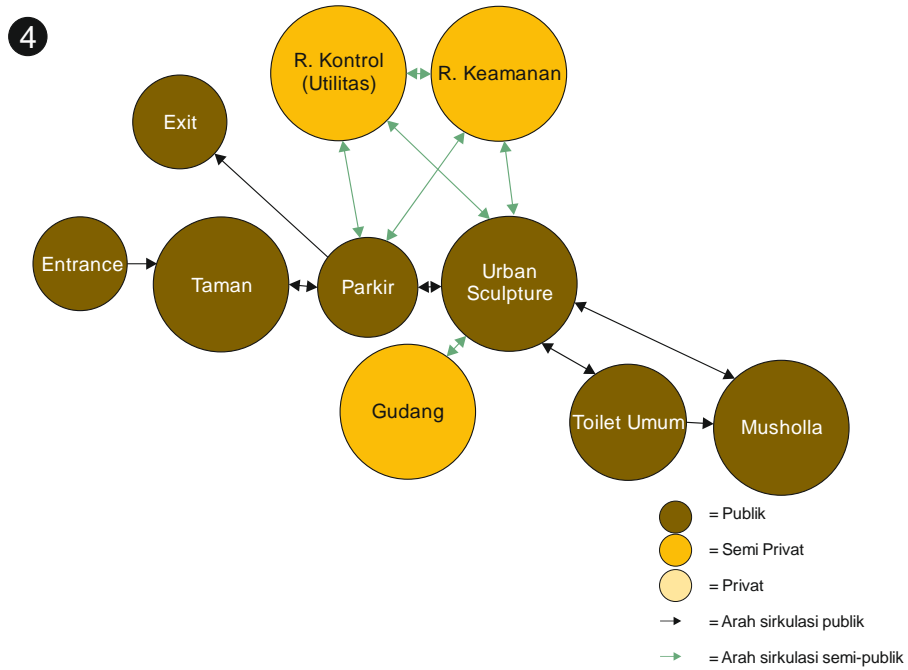 4
R. Kontrol
(Utilitas)
R. Keamanan
Exit
Entrance
Taman
Parkir
Urban
Sculpture
Gudang
Toilet Umum
Musholla
= Publik
= Semi Privat
= Privat
= Arah sirkulasi publik
= Arah sirkulasi semi-publik